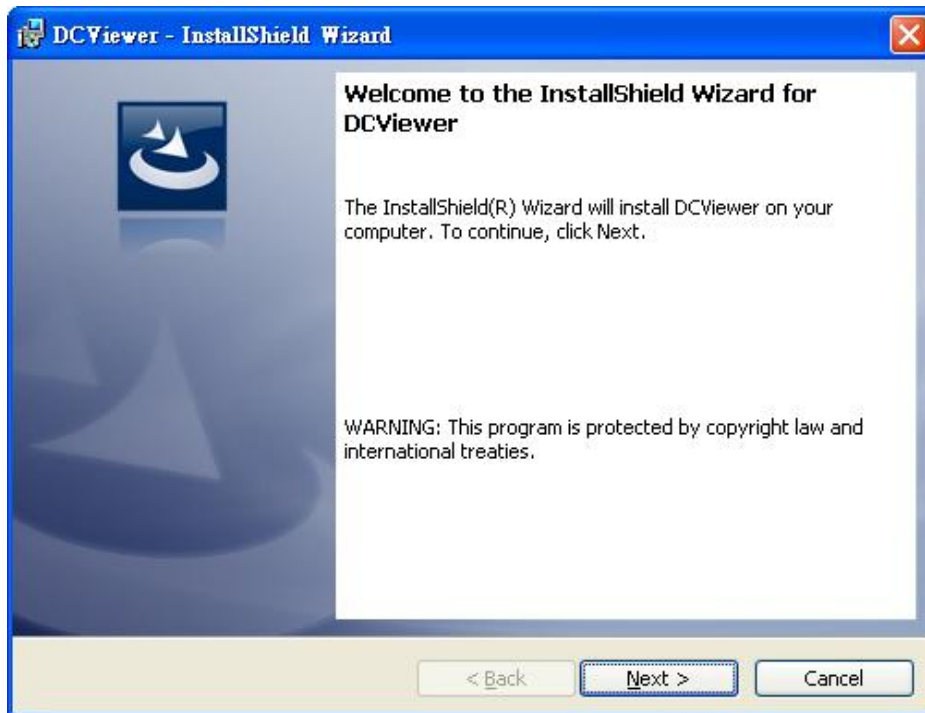 DCViewer - InstallShield Wizard
Welcome to the InstallShield Wizard for
DCViewer
The InstallShield(R) Wizard will install DCViewer on your
computer. To continue, click Next.
WARNING: This program is protected by copyright law and
international treaties.
< Back
Next >
Cancel